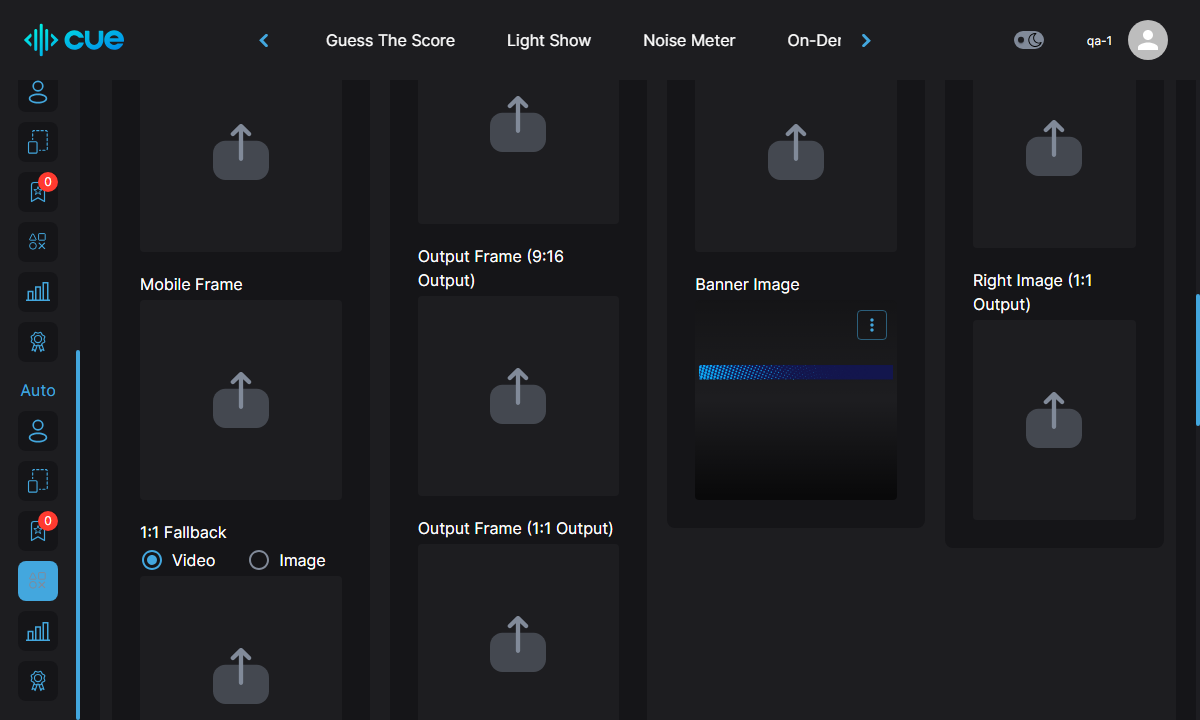 cue
Guess The Score
Light Show
Noise Meter
On-Der
qa-1
0
Auto
0
Mobile Frame
1:1 Fallback
Video
Image
Output Frame (9:16
Output)
Output Frame (1:1 Output)
Banner Image
Right Image (1:1
Output)